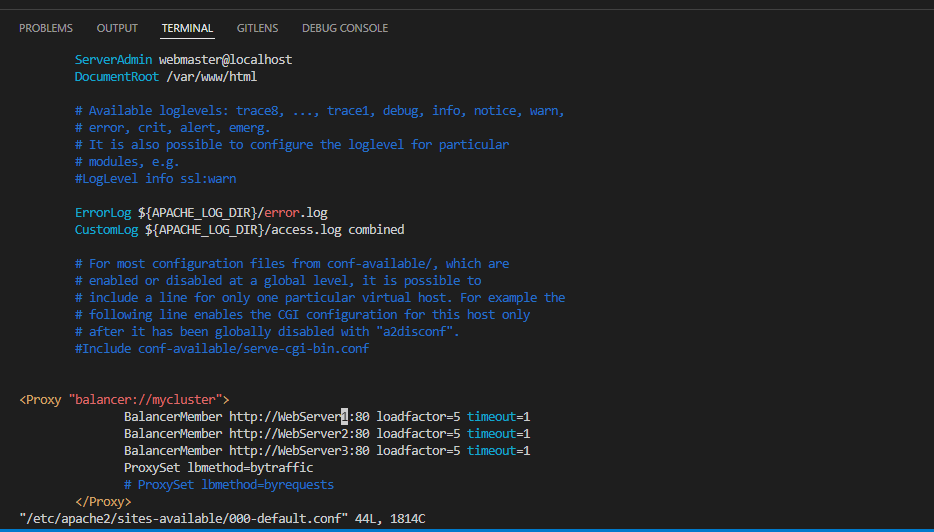 PROBLEMS OUTPUT TERMINAL GITLENS DEBUG CONSOLE
ServerAdmin webmaster@localhost
DocumentRoot /var/www/html
# Available loglevels: trace8, ..., trace1, debug, info, notice, warn,
# error, crit, alert, emerg.
# It is also possible to configure the loglevel for particular
# modules, e.g.
#LogLevel info ssl:warn
ErrorLog ${APACHE_LOG_DIR}/error.log
CustomLog ${APACHE_LOG_DIR}/access.log combined
# For most configuration files from conf-available/, which are
# enabled or disabled at a global level, it is possible to
# include a line for only one particular virtual host. For example the
# following line enables the CGI configuration for this host only
# after it has been globally disabled with "a2disconf".
#Include conf-available/serve-cgi-bin.conf
<Proxy "balancer://mycluster">
BalancerMember http://WebServer1:80 loadfactor=5 timeout=1
BalancerMember http://WebServer2:80 loadfactor=5 timeout=1
BalancerMember http://WebServer3:80 loadfactor=5 timeout=1
ProxySet lbmethod=bytraffic
# ProxySet lbmethod=byrequests
</Proxy>
"/etc/apache2/sites-available/000-default.conf" 44L, 1814C